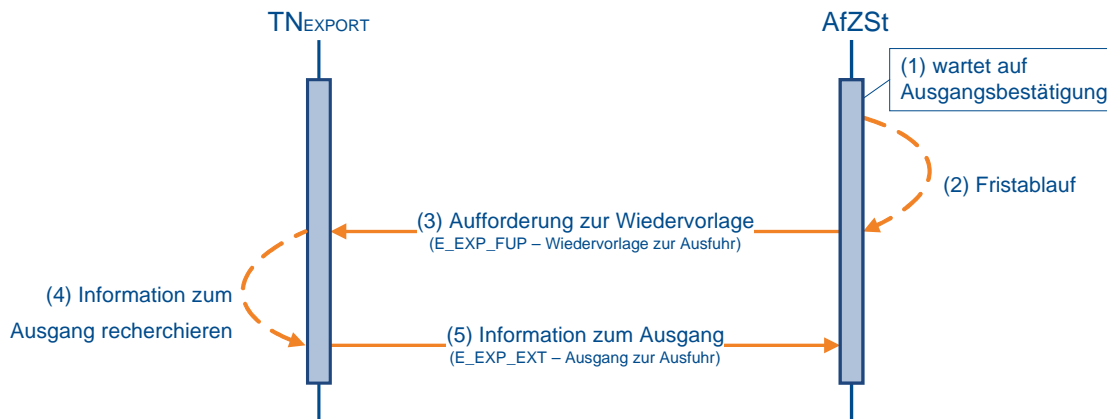 TNEXPORT
AfZSt
(1) wartet auf
Ausgangsbestätigung
(2) Fristablauf
(3) Aufforderung zur Wiedervorlage
(E_EXP_FUP – Wiedervorlage zur Ausfuhr)
(4) Information zum
Ausgang recherchieren
(5) Information zum Ausgang
(E_EXP_EXT – Ausgang zur Ausfuhr)